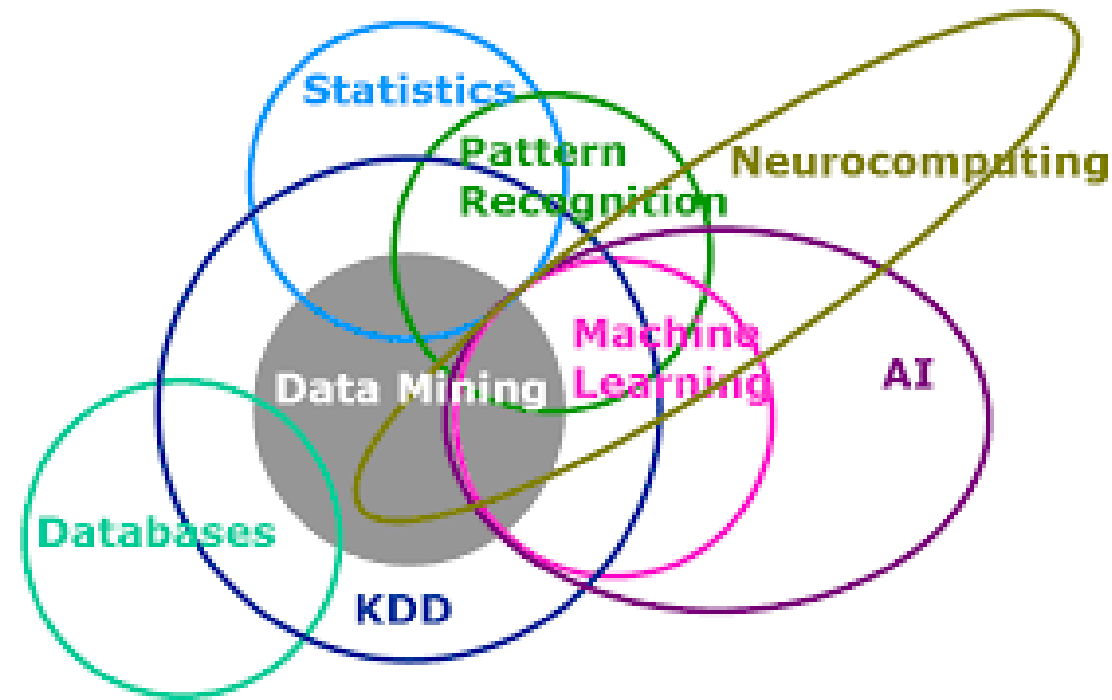 Statistics
Pattern
Recognition
Neurocomputing
Machine
Learning
AI
Data Mining
Databases
KDD